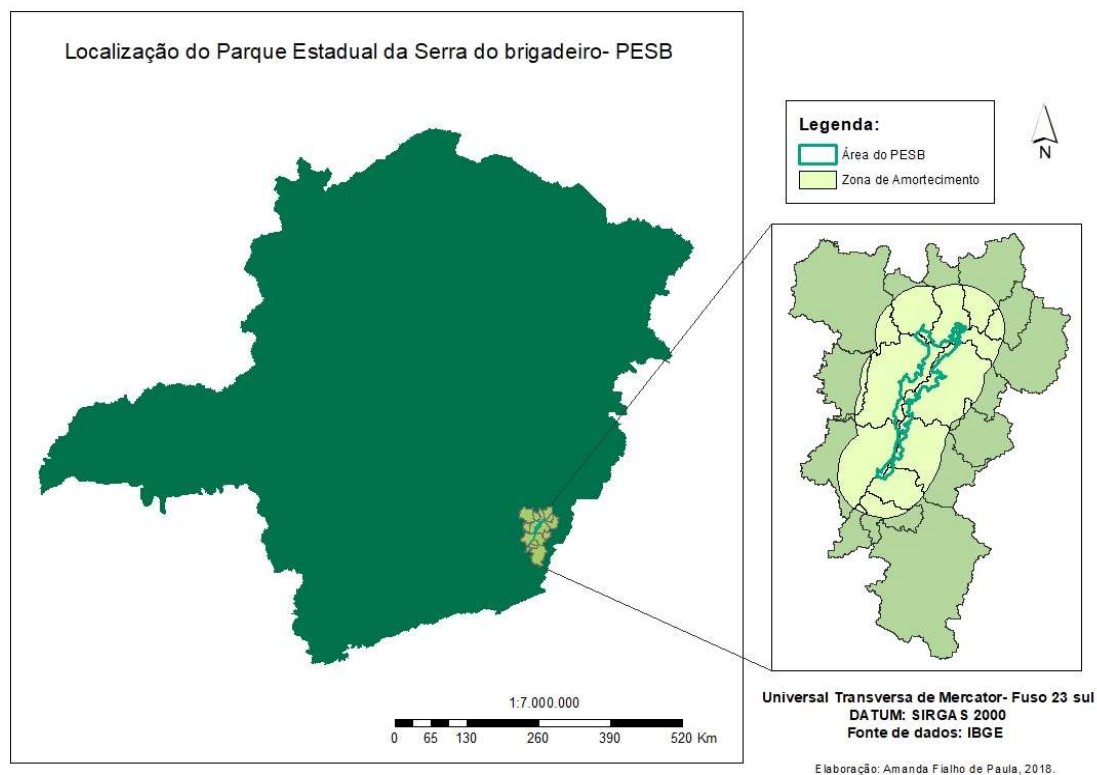 Localização do Parque Estadual da Serra do brigadeiro- PESB
Legenda:
Área do PESB
Zona de Amortecimento
N
1:7.000.000
0 65 130 260 390 520 Km
Universal Transversa de Mercator- Fuso 23 sul
DATUM: SIRGAS 2000
Fonte de dados: IBGE
Elaboração: Amanda Fialho de Paula, 2018.